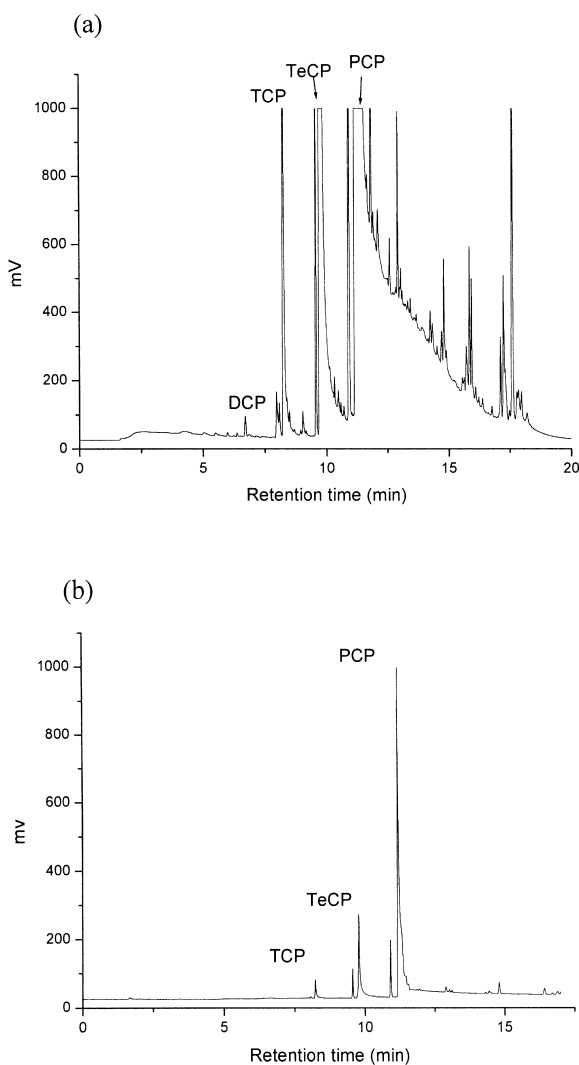 (a)
PCP
TeCP
TCP
1000
800
600
mV
400
200
DCP
0
0 5 10 15 20
Retention time (min)
(b)
PCP
1000
800
600
mv
400
TeCP
200
TCP
0
0 5 10 15
Retention time (min)